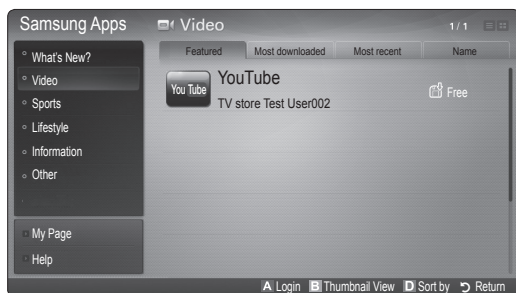 Samsung Apps
Video
1/1
What's New?
Video
Sports
Lifestyle
Information
Other
My Page
Help
Featured
Most downloaded
Most recent
Name
You Tube
YouTube
TV store Test User002
Free
A Login B Thumbnail View D Sort by Return